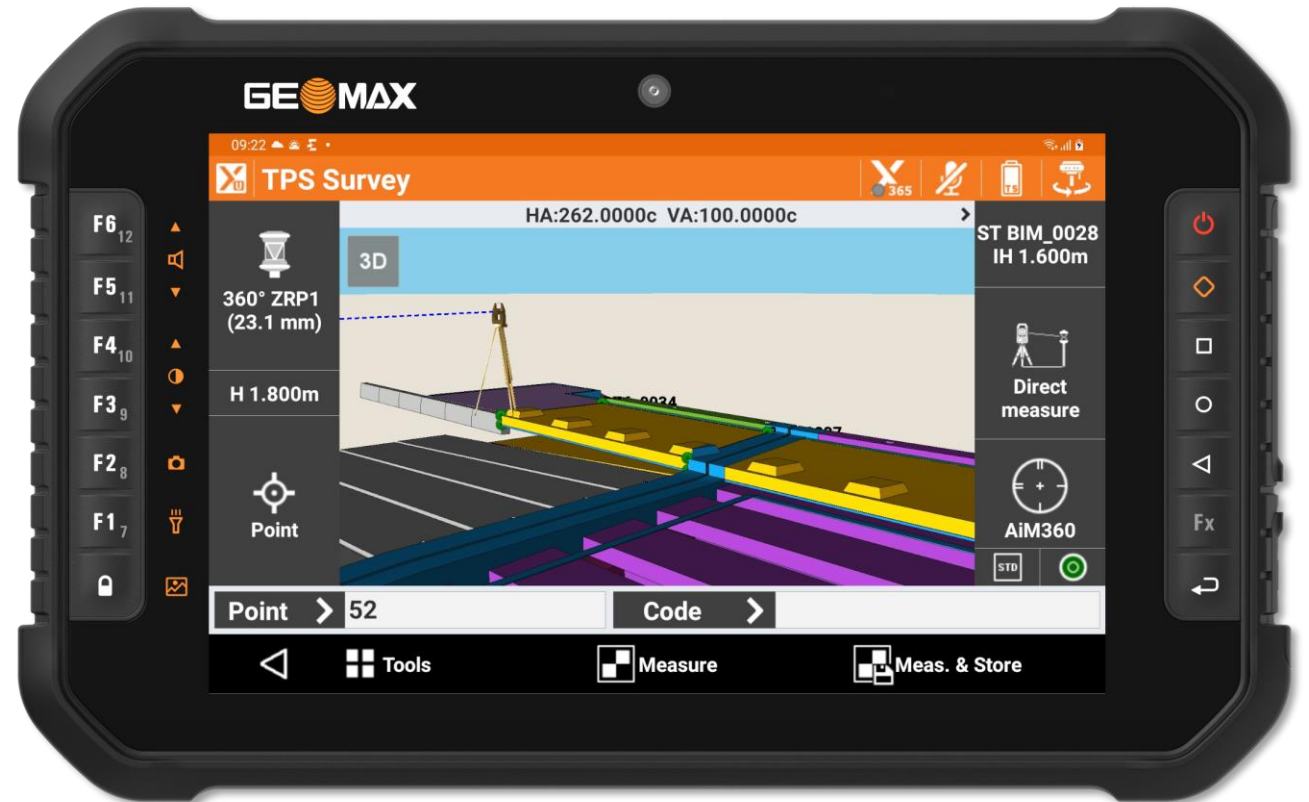 GEOMAX
09:22
TPS Survey
365
TS
HA:262.0000c VA:100.0000c
3D
360° ZRP1
(23.1 mm)
H 1.800m
Point
ST BIM_0028
IH 1.600m
Direct
measure
AiM360
STD
Point
52
Code
Tools
Measure
Meas. & Store
F6 12
F5 11
F4 10
F3 9
F2 8
F1 7
Fx